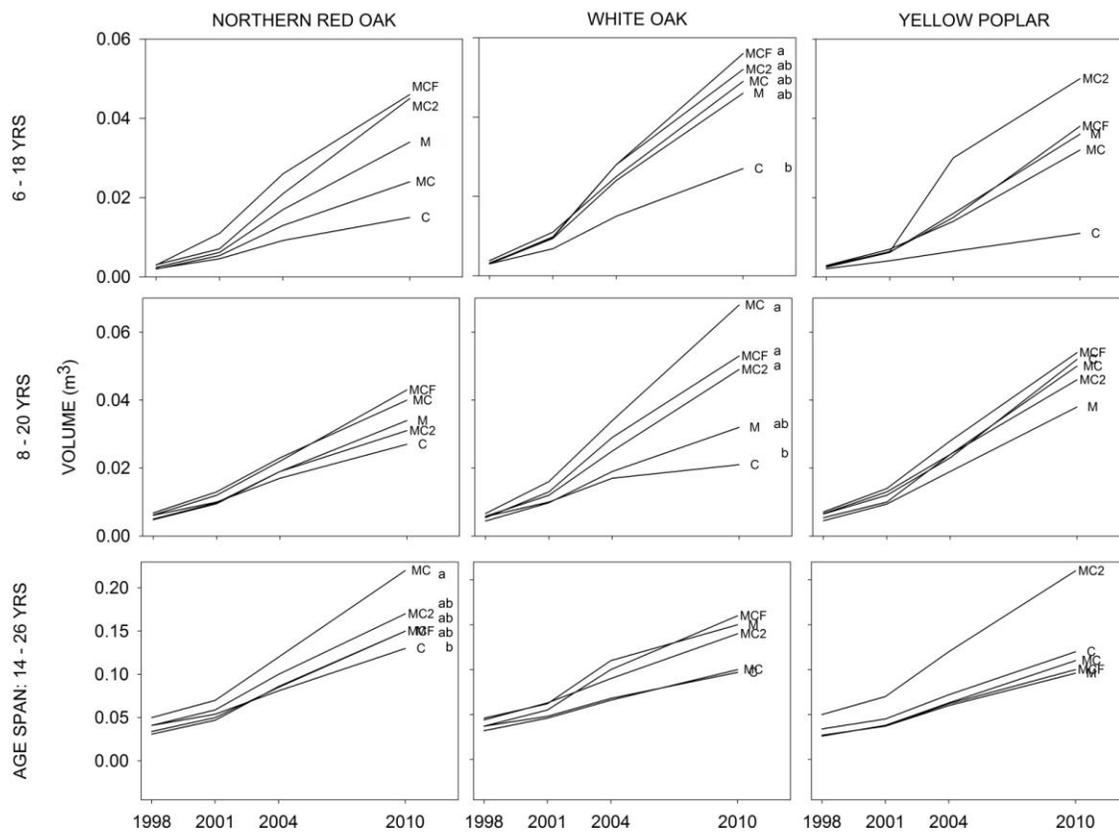 NORTHERN RED OAK WHITE OAK YELLOW POPLAR
6 - 18 YRS
0.06
0.04
0.02
0.00
MCF
MC2
M
MC
C
MCF a
MC2 ab
MC ab
M ab
C b
MC2
MCF
M
MC
C
8 - 20 YRS
VOLUME (m³)
0.06
0.04
0.02
0.00
MCF
MC
M
MC2
C
MC a
MCF a
MC2 a
M ab
C b
MCF
C
MC
MC2
M
AGE SPAN: 14 - 26 YRS
0.20
0.15
0.10
0.05
0.00
MC a
MC2 ab
ab
MCF ab
C b
MCF
M
MC2
MC
C
MC2
C
MC
MCF
M
1998 2001 2004 2010 1998 2001 2004 2010 1998 2001 2004 2010